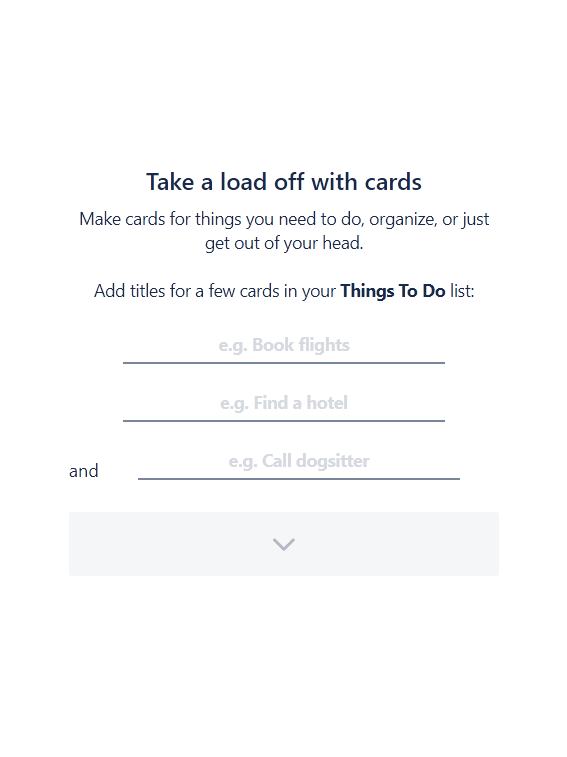 Take a load off with cards
Make cards for things you need to do, organize, or just
get out of your head.
Add titles for a few cards in your Things To Do list:
e.g. Book flights
e.g. Find a hotel
and e.g. Call dogsitter